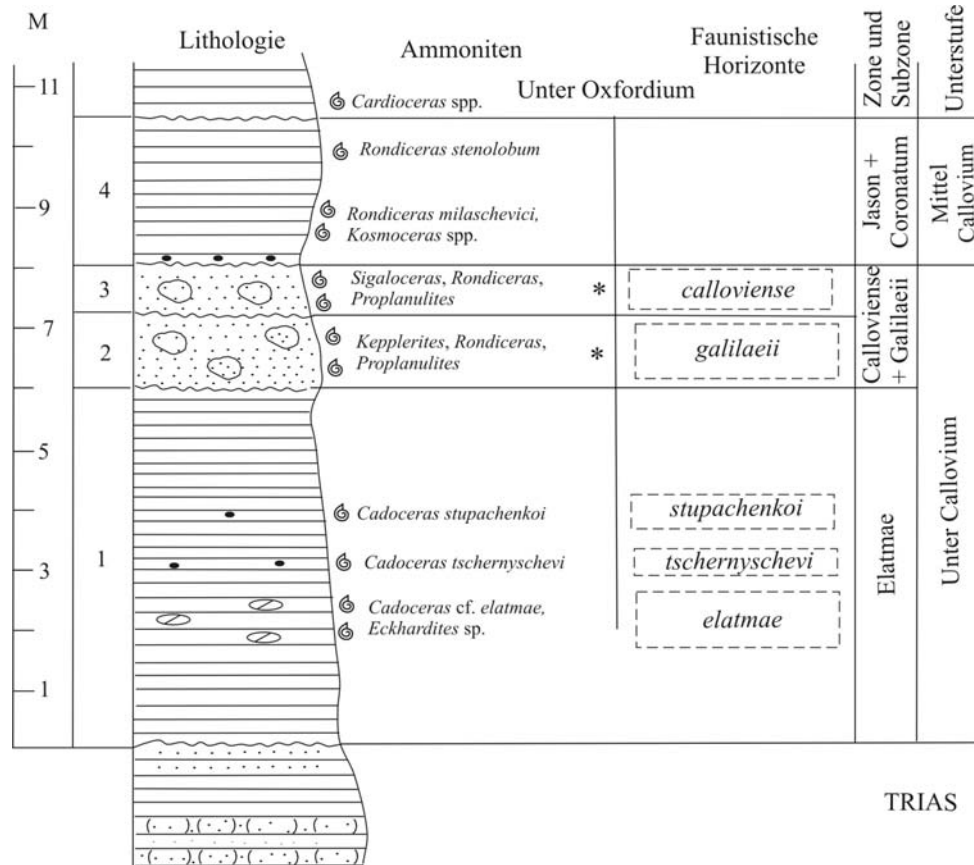 M
Lithologie
Ammoniten
Faunistische
Horizonte
Zone und
Subzone
Unterstufe
Unter Oxfordium
11
Cardioceras spp.
4
Rondiceras stenolobum
9
Rondiceras milaschevici,
Kosmoceras spp.
Jason +
Coronatum
Mittel
Callovium
3
Sigaloceras, Rondiceras,
Proplanulites
*
calloviense
7
2
Kepplerites, Rondiceras,
Proplanulites
*
galilaeii
Calloviense
+ Galilaeii
5
Cadoceras stupachenkoi
stupachenkoi
3
1
Cadoceras tschernyschevi
tschernyschevi
Cadoceras cf. elatmae,
Eckhardites sp.
elatmae
Elatmae
Unter Callovium
1
TRIAS